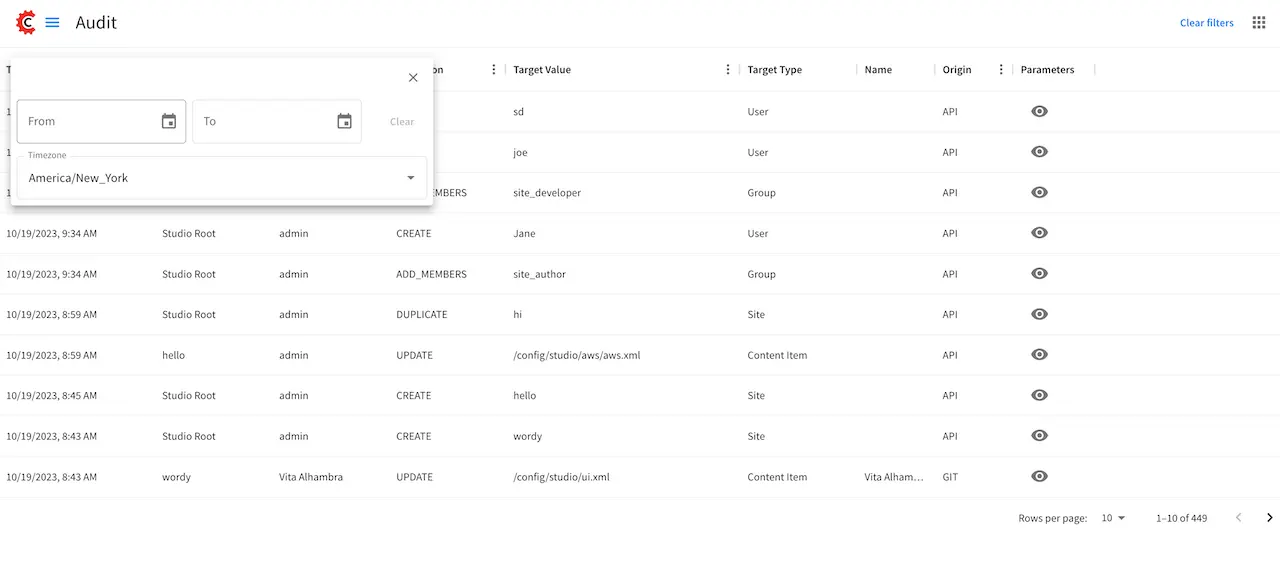 C Audit Clear filters
T on Target Value Target Type Name Origin Parameters
1 sd User API
From To Clear
1 joe User API
Timezone
America/New_York
1 EMBERS site_developer Group API
10/19/2023, 9:34 AM Studio Root admin CREATE Jane User API
10/19/2023, 9:34 AM Studio Root admin ADD_MEMBERS site_author Group API
10/19/2023, 8:59 AM Studio Root admin DUPLICATE hi Site API
10/19/2023, 8:59 AM hello admin UPDATE /config/studio/aws/aws.xml Content Item API
10/19/2023, 8:45 AM Studio Root admin CREATE hello Site API
10/19/2023, 8:43 AM Studio Root admin CREATE wordy Site API
10/19/2023, 8:43 AM wordy Vita Alhambra UPDATE /config/studio/ui.xml Content Item Vita Alham... GIT
Rows per page: 10 1–10 of 449